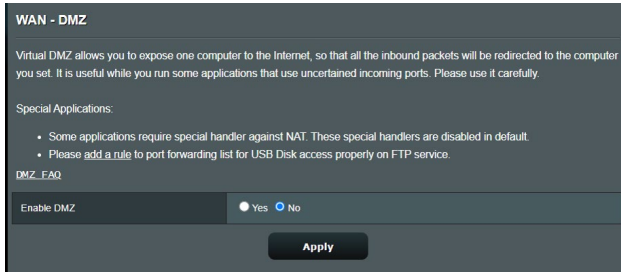 WAN - DMZ
Virtual DMZ allows you to expose one computer to the Internet, so that all the inbound packets will be redirected to the computer
you set. It is useful while you run some applications that use uncertained incoming ports. Please use it carefully.
Special Applications:
• Some applications require special handler against NAT. These special handlers are disabled in default.
• Please add a rule to port forwarding list for USB Disk access properly on FTP service.
DMZ FAQ
Enable DMZ Yes No
Apply